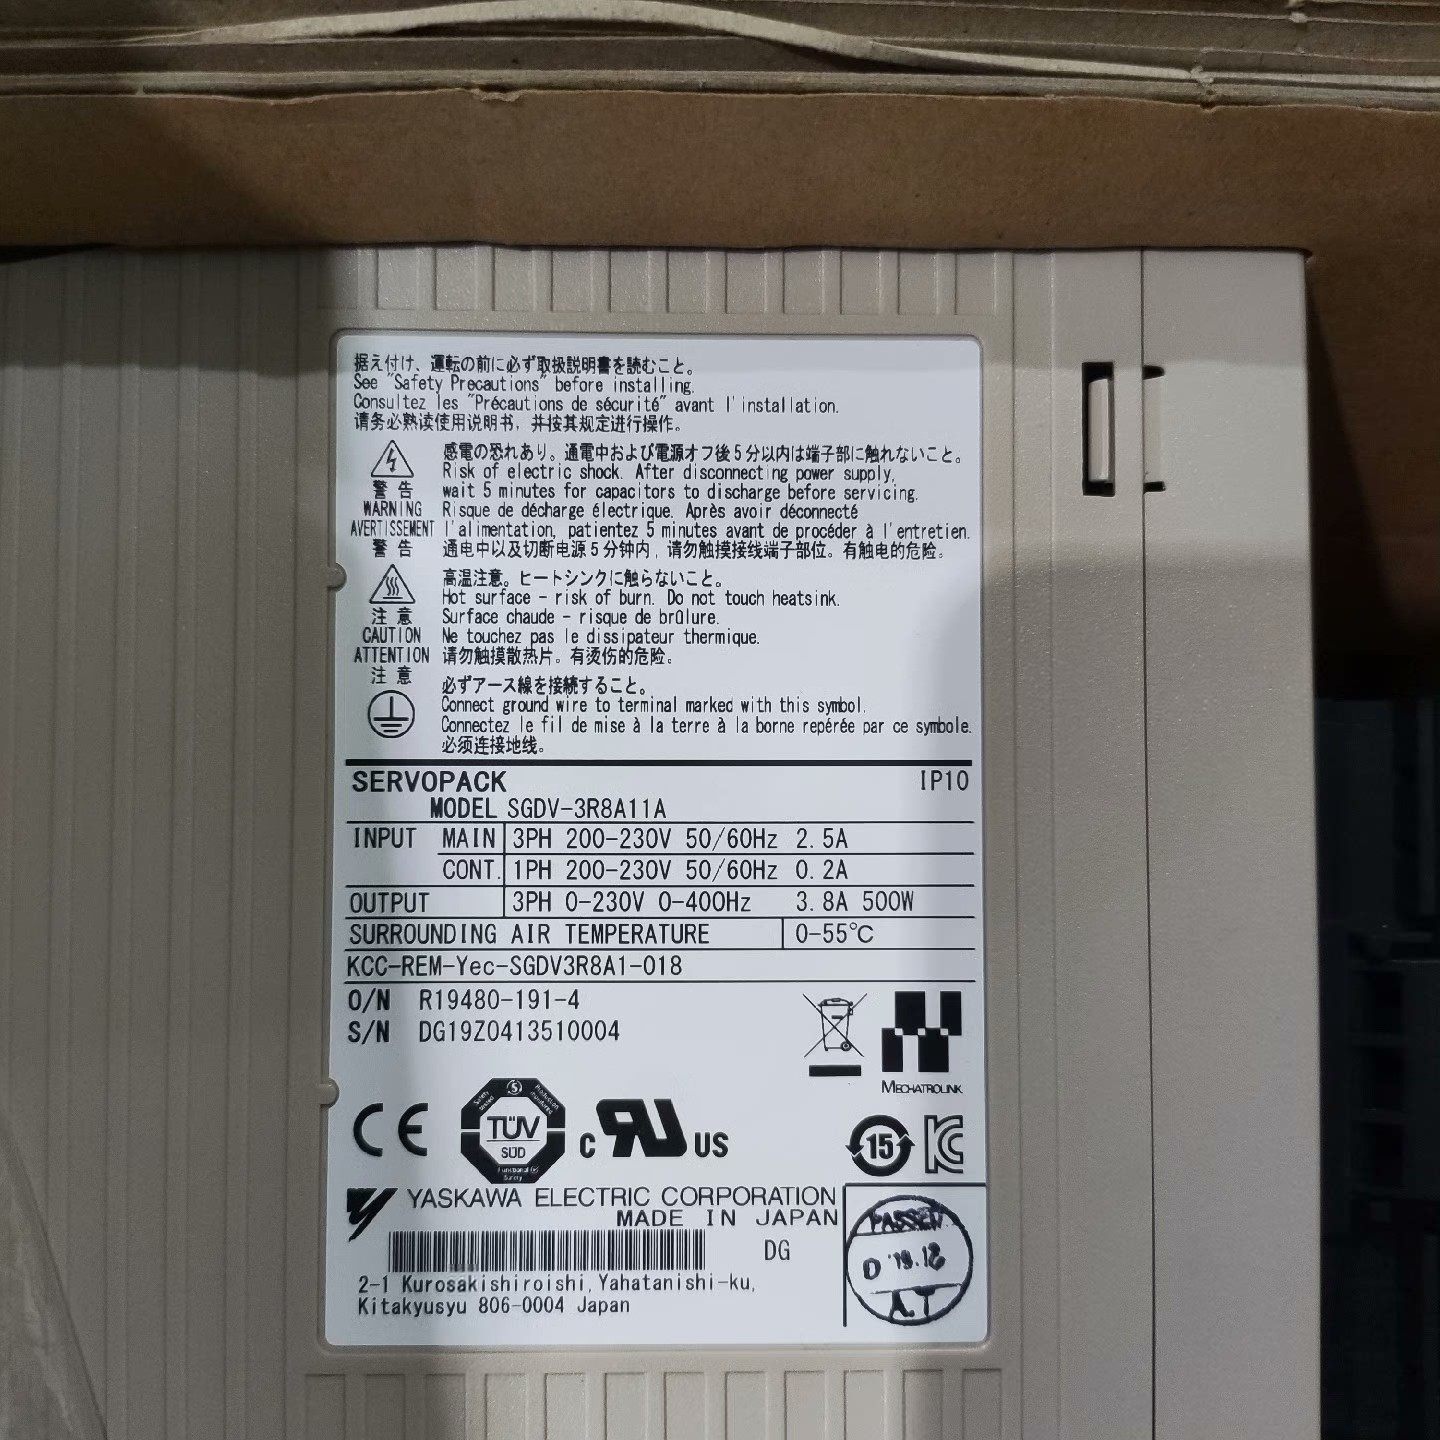 据え付け、運転の前に必ず取扱説明書を読むこと。
See "Safety Precautions" before installing.
Consultez les "Précautions de sécurité" avant l'installation.
请务必熟读使用说明书，并按其规定进行操作。
感電の恐れあり。通電中および電源オフ後5分以内は端子部に触れないこと。
Risk of electric shock. After disconnecting power supply,
警告 wait 5 minutes for capacitors to discharge before servicing.
WARNING Risque de décharge électrique. Après avoir déconnecté
AVERTISSEMENT l'alimentation, patientez 5 minutes avant de procéder à l'entretien.
警告 通电中以及切断电源5分钟内，请勿触摸接线端子部位。有触电的危险。
高温注意。ヒートシンクに触らないこと。
Hot surface - risk of burn. Do not touch heatsink.
注意 Surface chaude - risque de brûlure.
CAUTION Ne touchez pas le dissipateur thermique.
ATTENTION 请勿触摸散热片。有烫伤的危险。
注意
必ずアース線を接続すること。
Connect ground wire to terminal marked with this symbol.
Connectez le fil de mise à la terre à la borne repérée par ce symbole.
必须连接地线。
SERVOPACK IP10
MODEL SGDV-3R8A11A
INPUT MAIN 3PH 200-230V 50/60Hz 2.5A
CONT. 1PH 200-230V 50/60Hz 0.2A
OUTPUT 3PH 0-230V 0-400Hz 3.8A 500W
SURROUNDING AIR TEMPERATURE 0-55℃
KCC-REM-Yec-SGDV3R8A1-018
O/N R19480-191-4
S/N DG19Z0413510004
MECHATROLINK
CE TÜV SÜD Functional Safety c RU US 15 KC
YASKAWA ELECTRIC CORPORATION
MADE IN JAPAN
DG
2-1 Kurosakishiroishi, Yahatanishi-ku,
Kitakyusyu 806-0004 Japan
PASSED
D '19.12